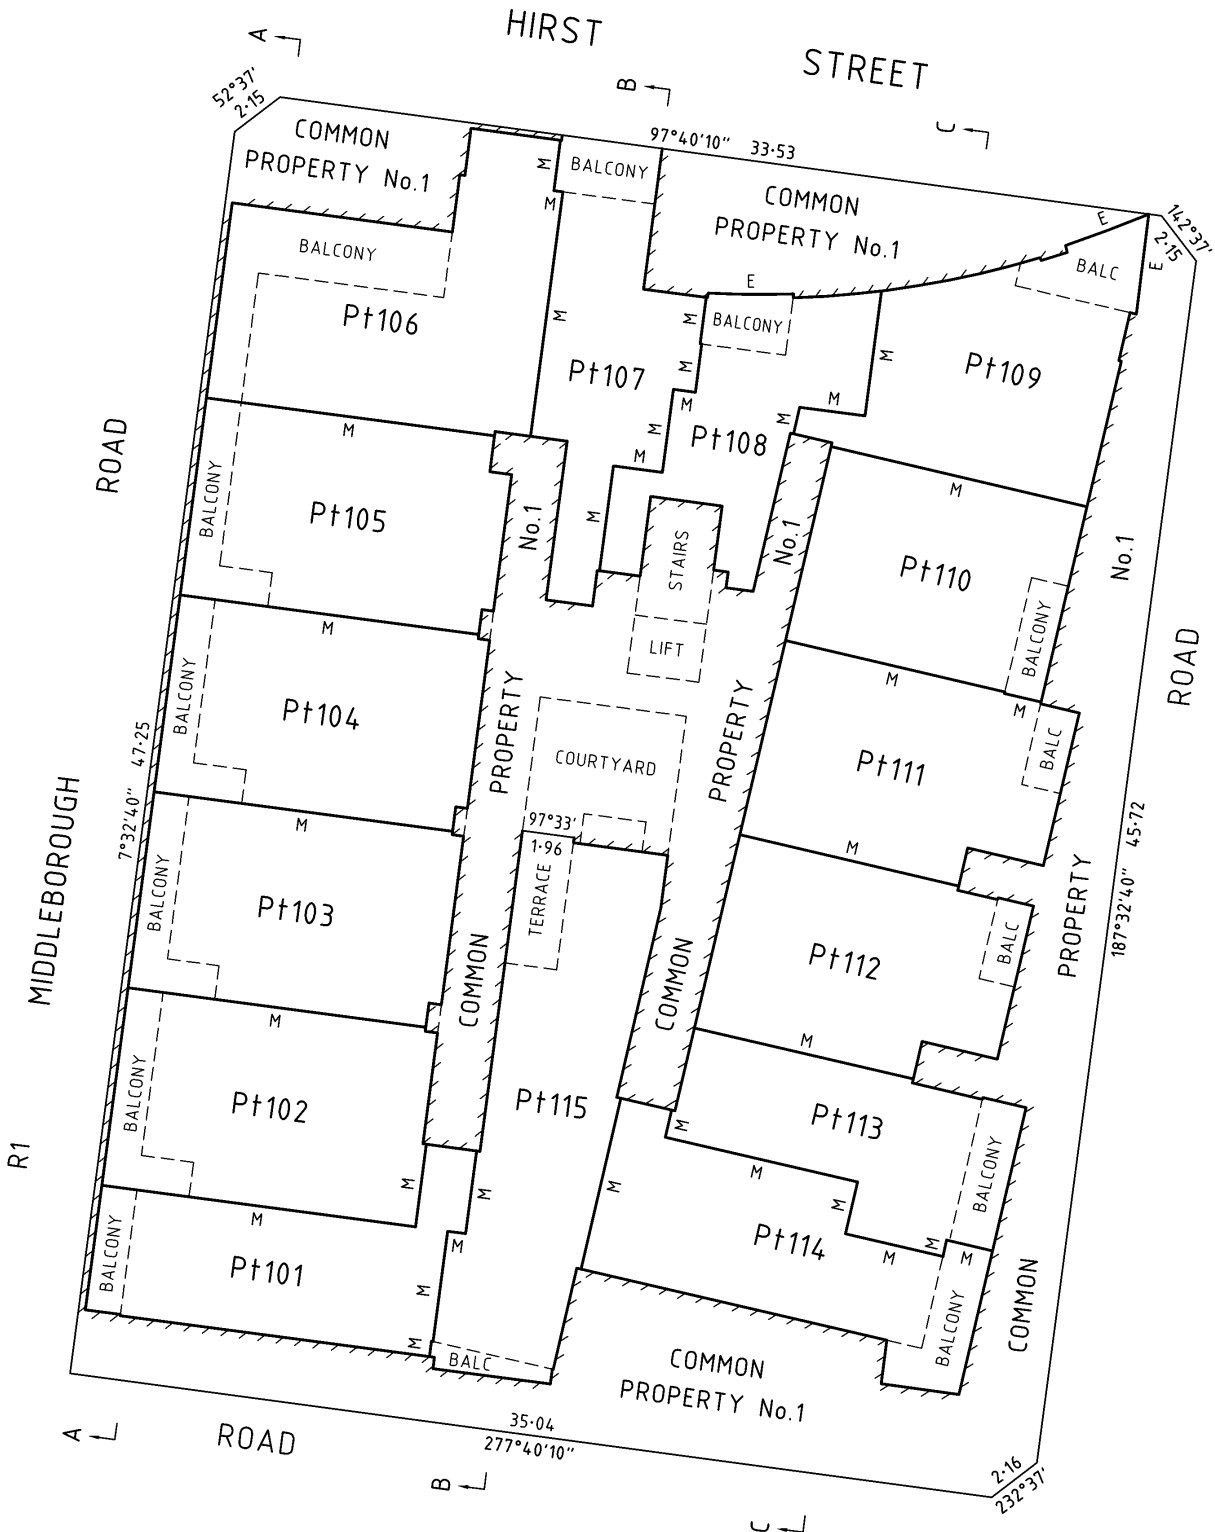 HIRST
STREET
A
B
C
52°37'
2·15
97°40'10" 33·53
142°37'
2·15
COMMON
PROPERTY No.1
M
M
BALCONY
COMMON
PROPERTY No.1
E
E
BALC
BALCONY
Pt106
M
E
M
BALCONY
Pt107
M
M
Pt109
M
M
M
M
M
Pt108
M
ROAD
M
BALCONY
Pt105
No.1
M
STAIRS
LIFT
No.1
M
Pt110
BALCONY
No.1
ROAD
M
BALCONY
Pt104
PROPERTY
COURTYARD
PROPERTY
M
M
Pt111
BALC
7°32'40" 47·25
MIDDLEBOROUGH
M
BALCONY
Pt103
97°33'
1·96
TERRACE
COMMON
COMMON
M
Pt112
BALC
PROPERTY
187°32'40" 45·72
M
BALCONY
Pt102
Pt115
M
Pt113
BALCONY
R1
M
M
M
M
M
M
M
M
M
M
M
BALCONY
Pt101
M
M
BALC
Pt114
BALCONY
COMMON
COMMON
PROPERTY No.1
35·04
277°40'10"
ROAD
2·16
232°37'
A
B
C